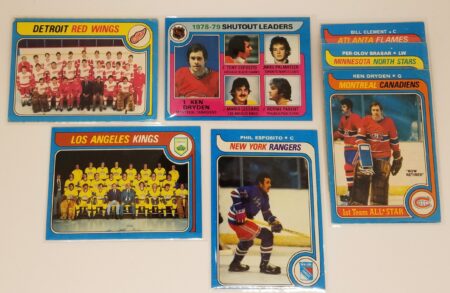 DETROIT RED WINGS
1978-79 SHUTOUT LEADERS
TONY ESPOSITO
MARIO LESSARD
BERNIE PARENT
1 KEN
DRYDEN
BILL CLEMENT • C
ATLANTA FLAMES
PER-OLOV BRASAR • LW
MINNESOTA NORTH STARS
KEN DRYDEN • G
MONTREAL CANADIENS
"NOW
RETIRED"
1st Team ALL★STAR
LOS ANGELES KINGS
PHIL ESPOSITO • C
NEW YORK RANGERS